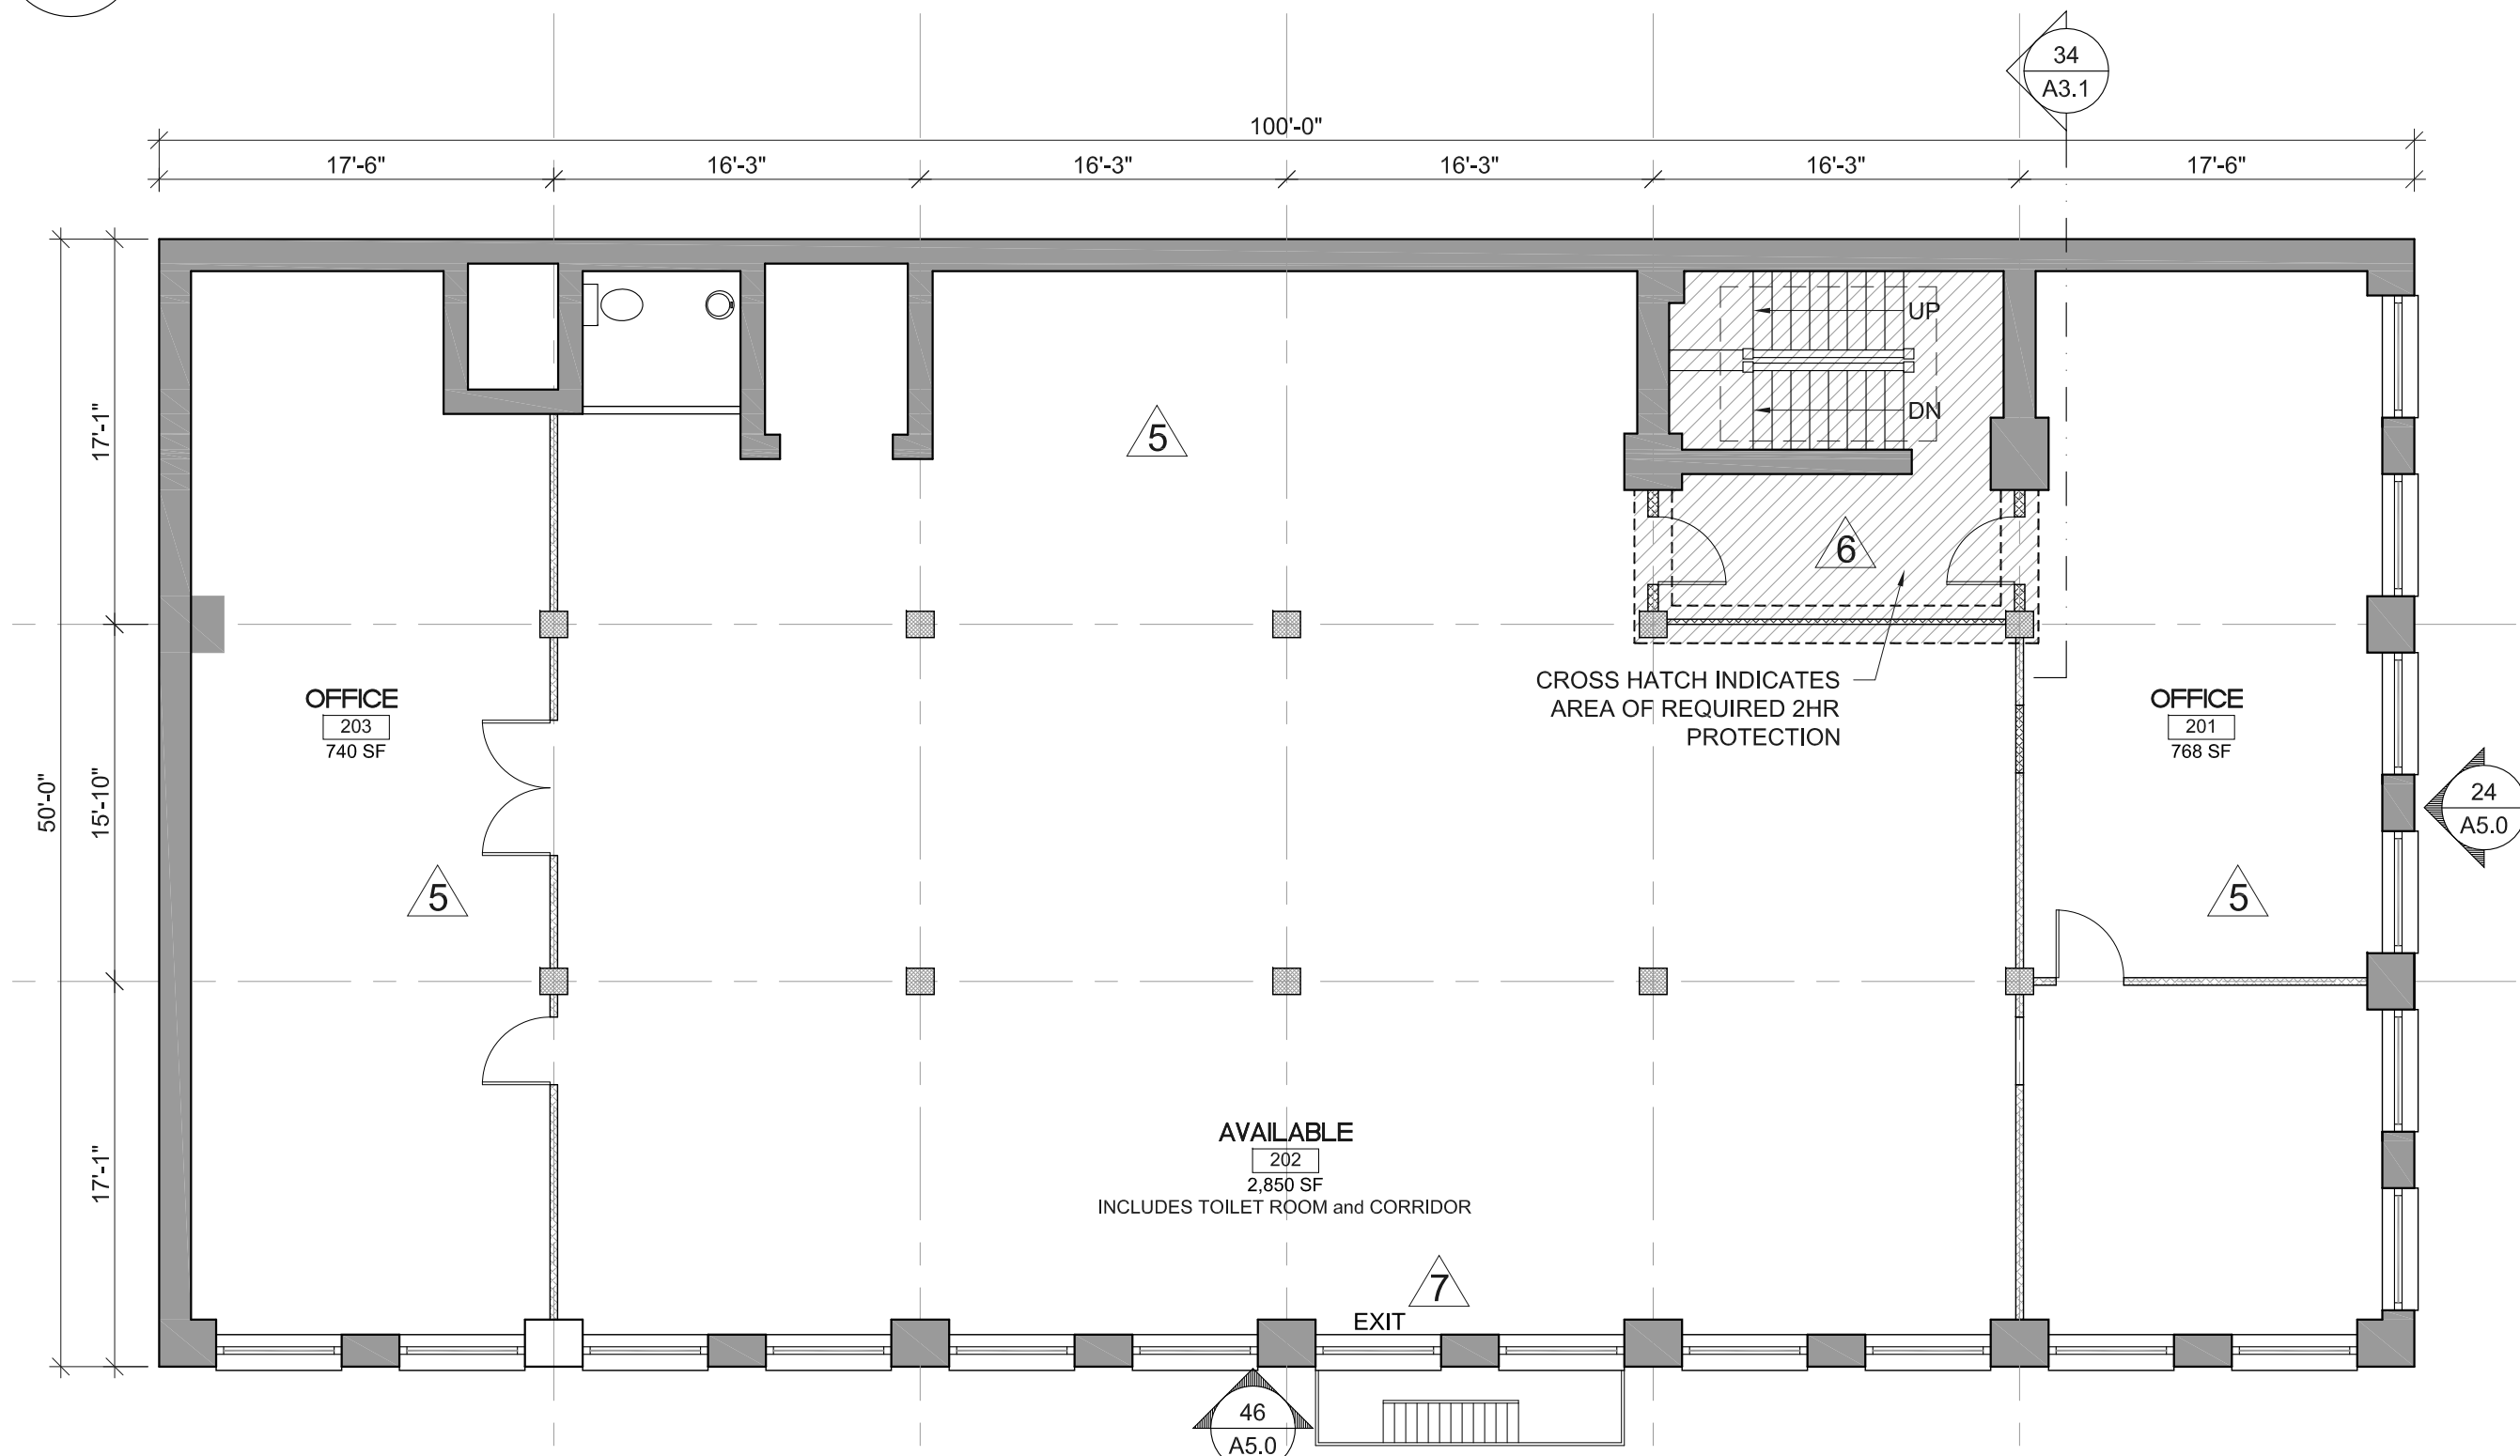 34
A3.1
100'-0"
17'-6"
16'-3"
16'-3"
16'-3"
16'-3"
17'-6"
UP
DN
17'-1"
5
6
CROSS HATCH INDICATES
AREA OF REQUIRED 2HR
PROTECTION
OFFICE
203
740 SF
OFFICE
201
768 SF
50'-0"
15'-10"
24
A5.0
5
5
17'-1"
AVAILABLE
202
2,850 SF
INCLUDES TOILET ROOM and CORRIDOR
7
EXIT
46
A5.0